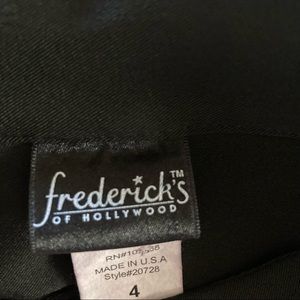 frederick's™
OF HOLLYWOOD
MADE IN U.S.A
Style#20728
4